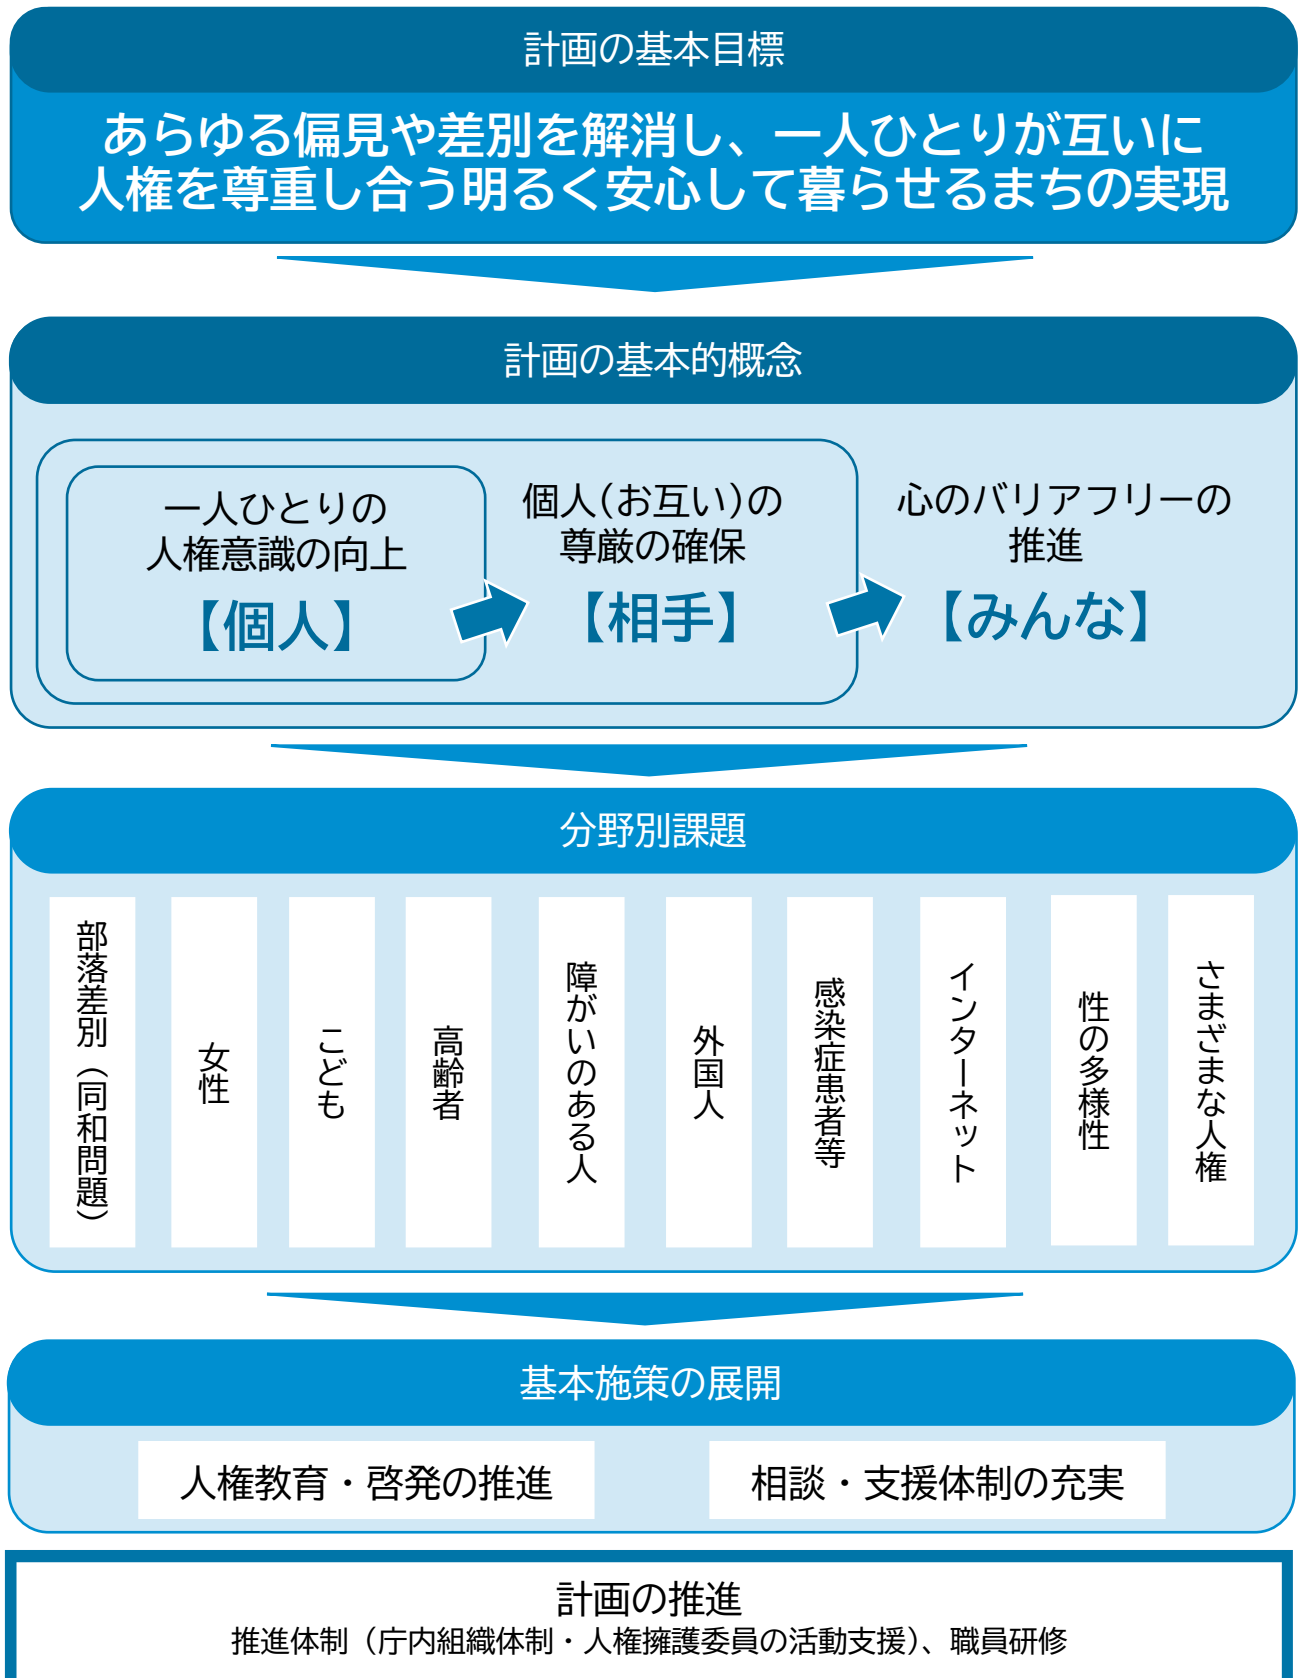 計画の基本目標
あらゆる偏見や差別を解消し、一人ひとりが互いに
人権を尊重し合う明るく安心して暮らせるまちの実現
計画の基本的概念
一人ひとりの
人権意識の向上
【個人】
個人（お互い）の
尊厳の確保
【相手】
心のバリアフリーの
推進
【みんな】
分野別課題
部落差別（同和問題）
女性
こども
高齢者
障がいのある人
外国人
感染症患者等
インターネット
性の多様性
さまざまな人権
基本施策の展開
人権教育・啓発の推進
相談・支援体制の充実
計画の推進
推進体制（庁内組織体制・人権擁護委員の活動支援）、職員研修